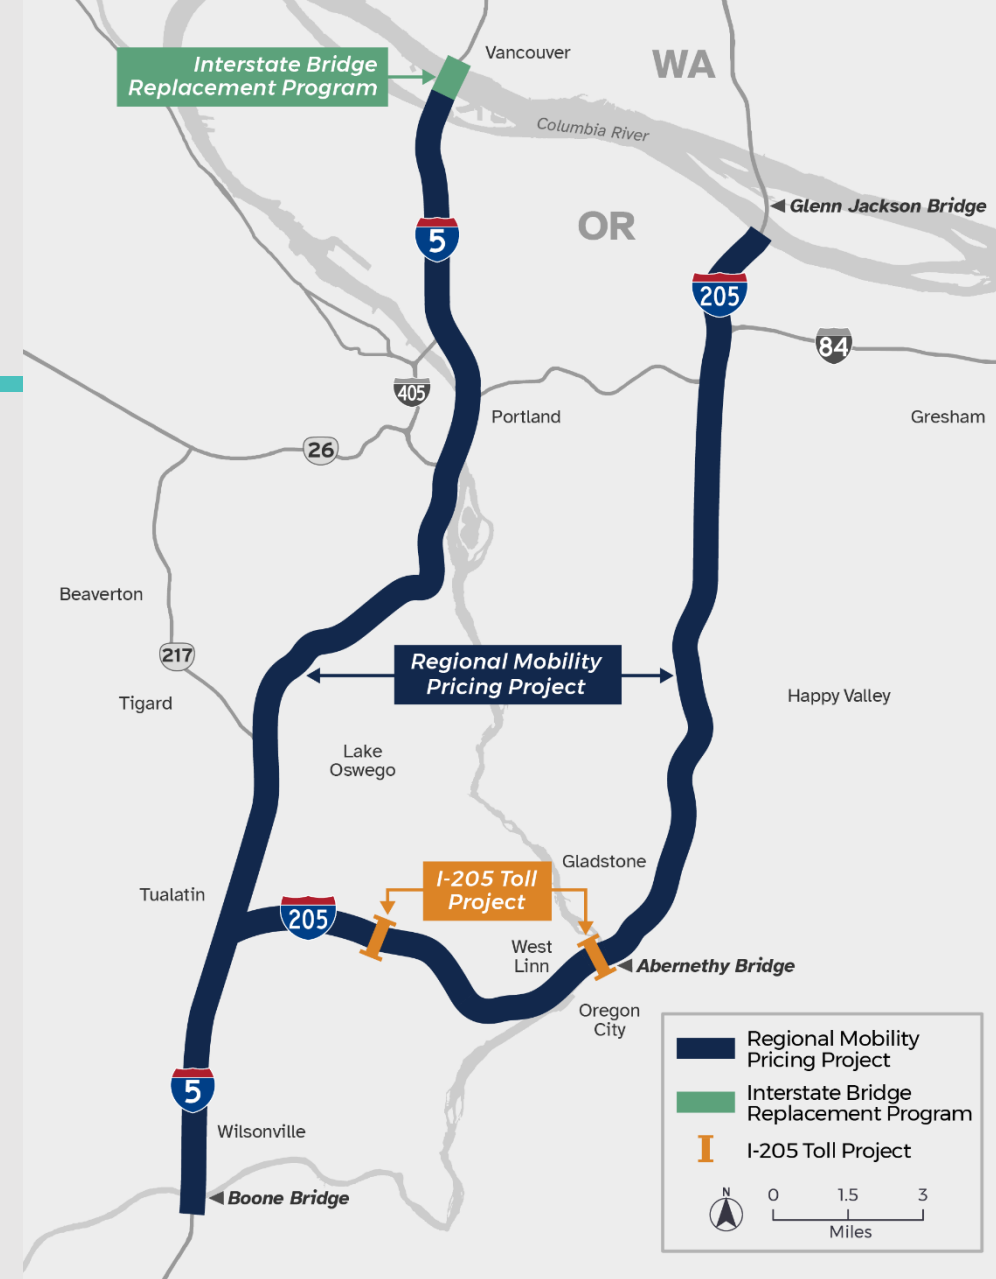 Vancouver
WA
Interstate Bridge
Replacement Program
Columbia River
Glenn Jackson Bridge
OR
5
205
84
405
Portland
Gresham
26
Beaverton
217
Regional Mobility
Pricing Project
Tigard
Happy Valley
Lake
Oswego
Gladstone
I-205 Toll
Project
Tualatin
205
West
Linn
Abernethy Bridge
Oregon
City
5
Wilsonville
Boone Bridge
Regional Mobility
Pricing Project
Interstate Bridge
Replacement Program
I-205 Toll Project
N
0 1.5 3
Miles